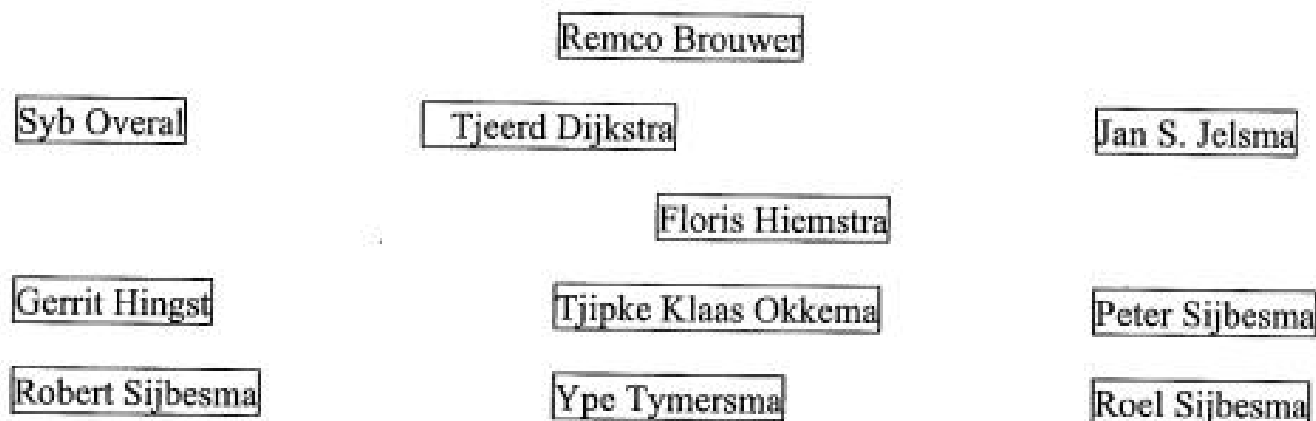 Remco Brouwer
Syb Overal Tjeerd Dijkstra Jan S. Jelsma
Floris Hiemstra
Gerrit Hingst Tjipke Klaas Okkema Peter Sijbesma
Robert Sijbesma Ype Tymersma Roel Sijbesma